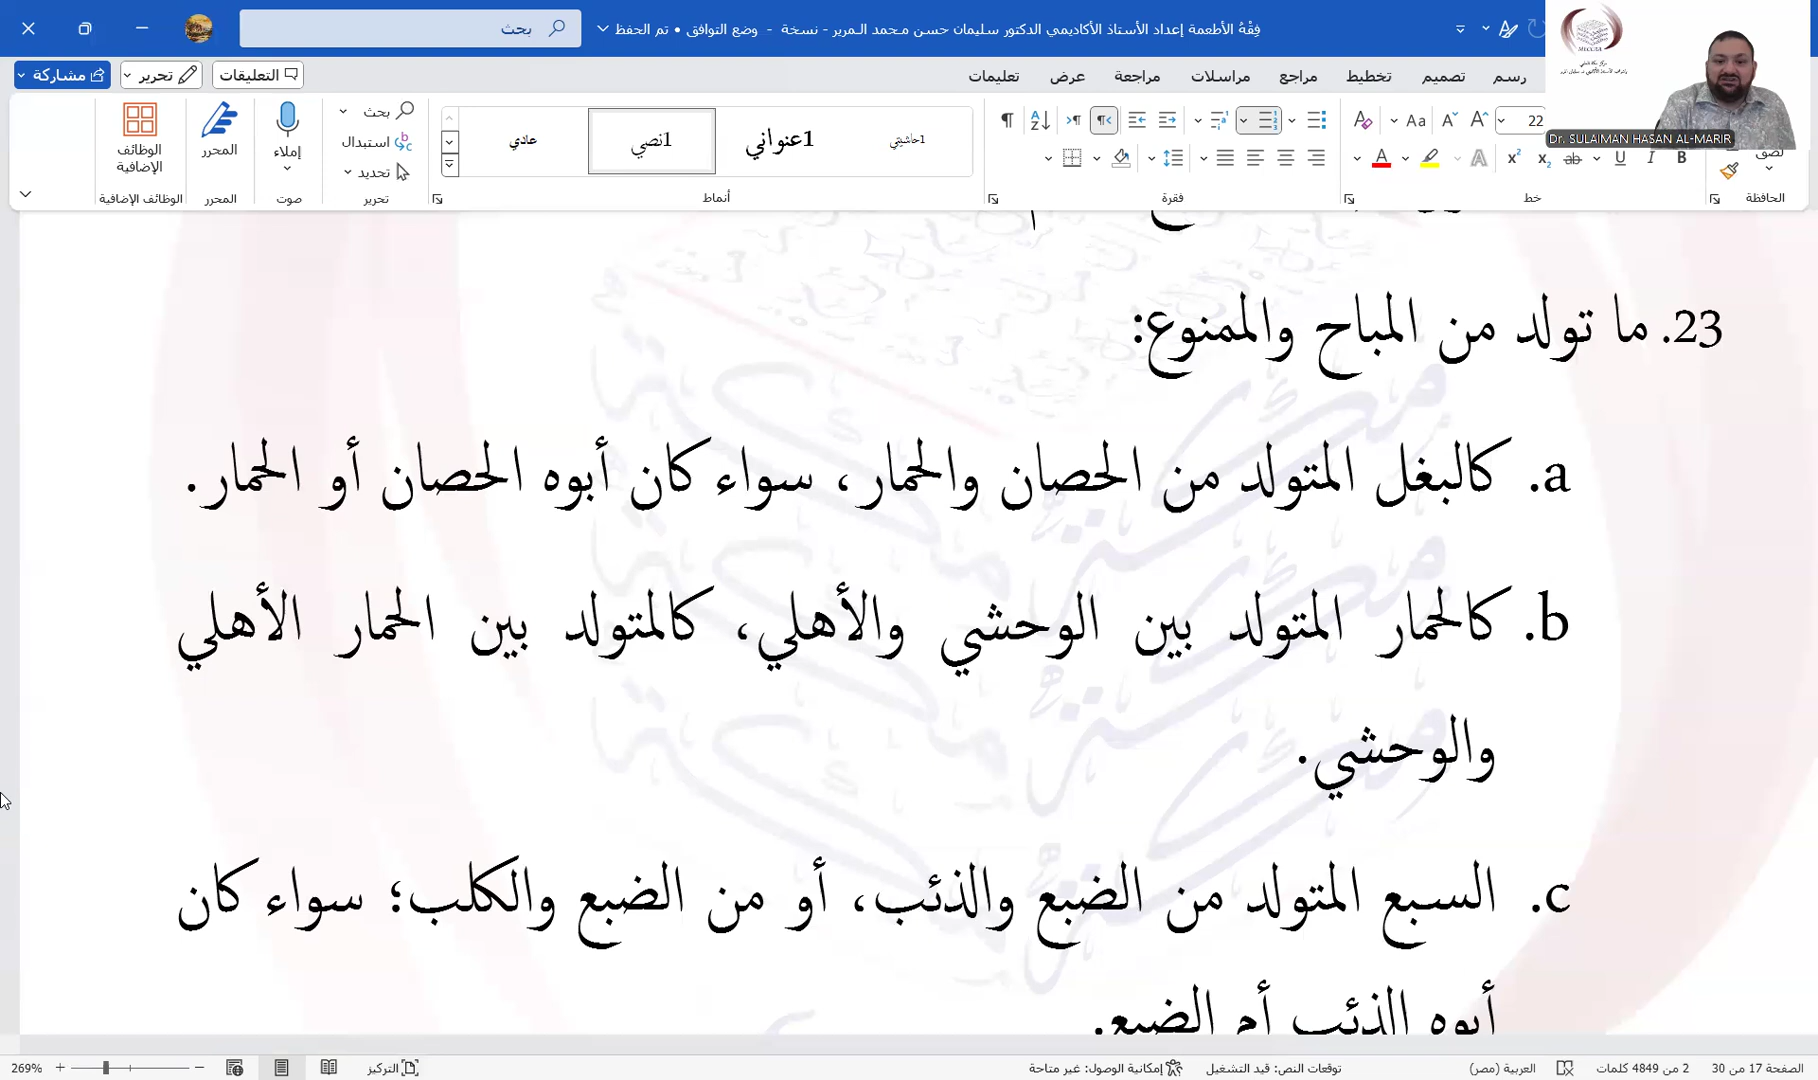 فِقْهُ الأطعمة إعداد الأستاذ الأكاديمي الدكتور سليمان حسن محمد المرير - نسخة - وضع التوافق • تم الحفظ
بحث
رسم تصميم تخطيط مراجع مراسلات مراجعة عرض تعليمات
التعليقات تحرير مشاركة
Dr. SULAIMAN HASAN AL-MARIR
لصق
22
Aa
1حاشيتي 1عنواني 1نصي عادي
بحث
استبدال
تحديد
إملاء
المحرر
الوظائف الإضافية
الحافظة خط فقرة أنماط تحرير صوت المحرر الوظائف الإضافية
23. ما تولد من المباح والممنوع:
a. كالبغل المتولد من الحصان والحمار، سواء كان أبوه الحصان أو الحمار.
b. كالحمار المتولد بين الوحشي والأهلي، كالمتولد بين الحمار الأهلي
والوحشي.
c. السبع المتولد من الضبع والذئب، أو من الضبع والكلب؛ سواء كان
أبوه الذئب أم الضبع.
الصفحة 17 من 30 2 من 4849 كلمات العربية (مصر) توقعات النص: قيد التشغيل إمكانية الوصول: غير متاحة التركيز 269%